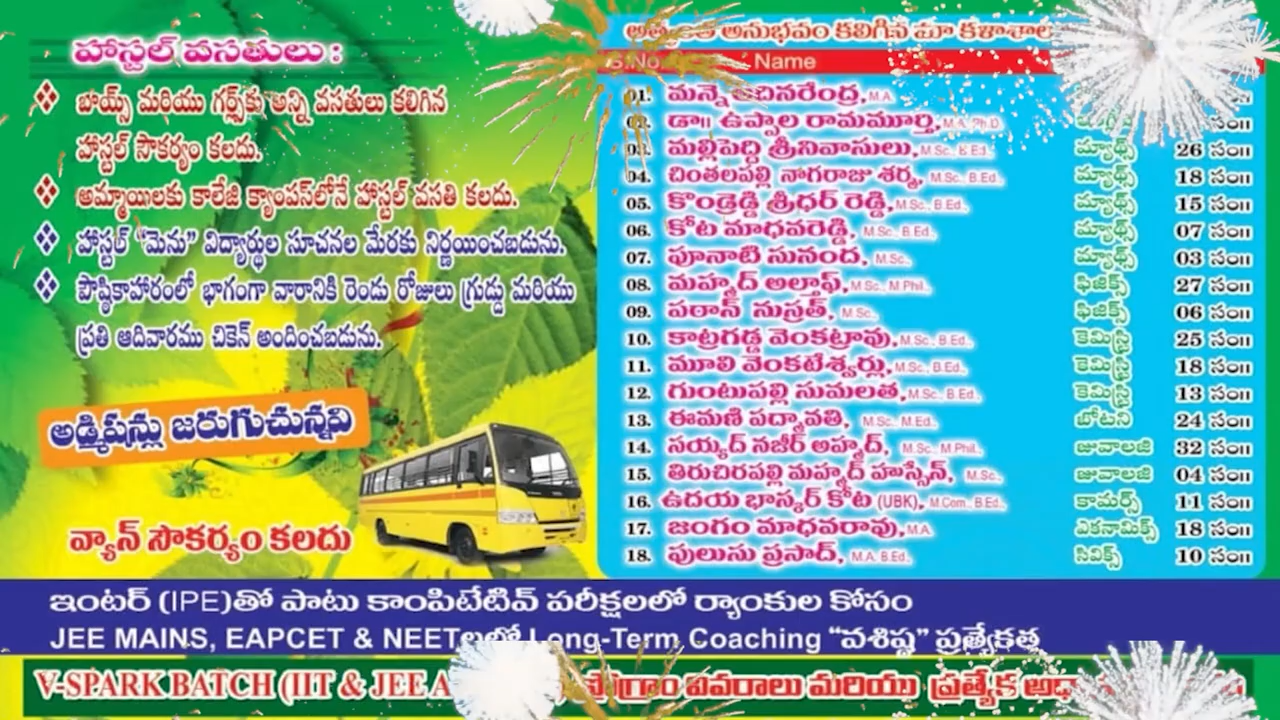 హాస్టల్ వసతులు :
❖ బాయ్స్ మరియు గర్ల్స్‌కు అన్ని వసతులు కలిగిన
హాస్టల్ సౌకర్యం కలదు.
❖ అమ్మాయిలకు కాలేజి క్యాంపస్‌లోనే హాస్టల్ వసతి కలదు.
❖ హాస్టల్ "మెను" విద్యార్థుల సూచనల మేరకు నిర్ణయించబడును.
❖ పౌష్ఠికాహారంలో భాగంగా వారానికి రెండు రోజులు గ్రుడ్డు మరియు
ప్రతి ఆదివారము చికెన్ అందించబడును.
అడ్మిషన్లు జరుగుచున్నవి
వ్యాన్ సౌకర్యం కలదు
అనుభవం కలిగిన మా
S.No. Name
01. M.A.
02. డా॥ ఉప్పాల రామమూర్తి, M.A. Ph.D
03. మల్లిపెద్ది శ్రీనివాసులు, M.Sc., B.Ed., మ్యాథ్స్ 26 సం॥
04. చింతలపల్లి నాగరాజు శర్మ, M.Sc., B.Ed., మ్యాథ్స్ 18 సం॥
05. కొండ్రెడ్డి శ్రీధర్ రెడ్డి, M.Sc., B.Ed., మ్యాథ్స్ 15 సం॥
06. కోట మాధవరెడ్డి, M.Sc., B.Ed., మ్యాథ్స్ 07 సం॥
07. పూనాటి సునంద, M.Sc., మ్యాథ్స్ 03 సం॥
08. మహ్మద్ అల్తాఫ్, M.Sc., M.Phil., ఫిజిక్స్ 27 సం॥
09. పఠాన్ నుస్రత్, M.Sc. ఫిజిక్స్ 06 సం॥
10. కాట్రగడ్డ వెంకట్రావు, M.Sc., B.Ed., కెమిస్ట్రి 25 సం॥
11. మూలి వెంకటేశ్వర్లు, M.Sc., B.Ed., కెమిస్ట్రి 18 సం॥
12. గుంటుపల్లి సుమలత, M.Sc., B.Ed., కెమిస్ట్రి 13 సం॥
13. ఈమణి పద్మావతి, M.Sc., M.Ed., బోటని 24 సం॥
14. సయ్యద్ నజీర్ అహ్మద్, M.Sc., M.Phil., జువాలజి 32 సం॥
15. తిరుచిరపల్లి మహ్మద్ హుస్సేన్, M.Sc., జువాలజి 04 సం॥
16. ఉదయ భాస్కర్ కోట (UBK), M.Com., B.Ed., కామర్స్ 11 సం॥
17. జంగం మాధవరావు, M.A. ఎకనామిక్స్ 18 సం॥
18. పులుసు ప్రసాద్, M.A. B.Ed., సివిక్స్ 10 సం॥
ఇంటర్ (IPE)తో పాటు కాంపిటేటివ్ పరీక్షలలో ర్యాంకుల కోసం
JEE MAINS, EAPCET & NEETలలో Long-Term Coaching "వశిష్ట" ప్రత్యేకత
V-SPARK BATCH (IIT & JEE ప్రోగ్రాం వివరాలు మరియు ప్రత్యేక